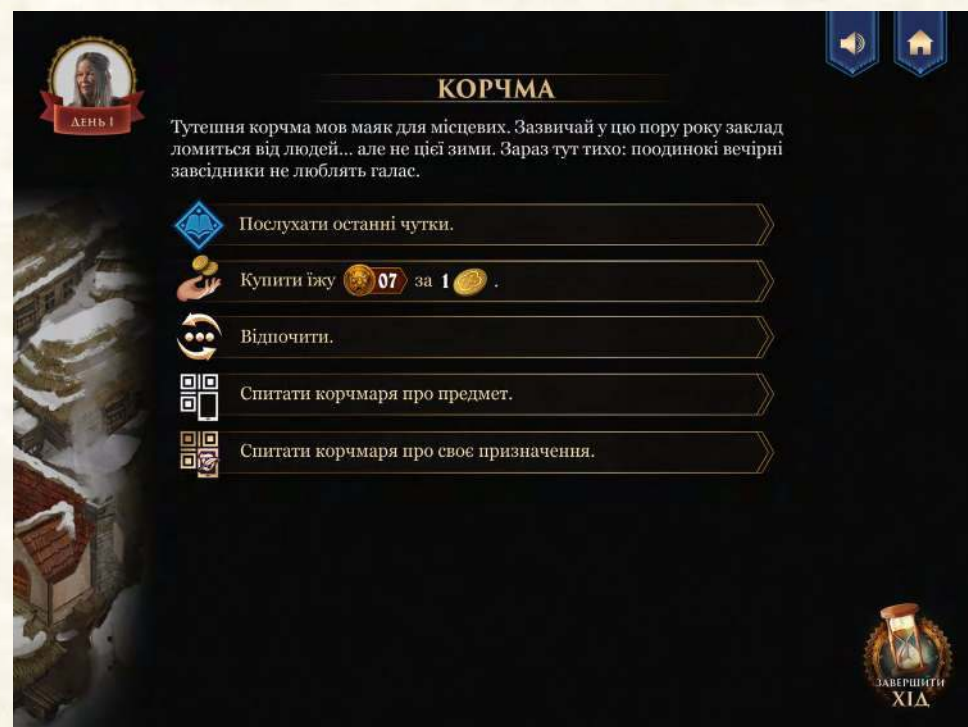 ДЕНЬ 1
КОРЧМА
Тутешня корчма мов маяк для місцевих. Зазвичай у цю пору року заклад
ломиться від людей... але не цієї зими. Зараз тут тихо: поодинокі вечірні
завсідники не люблять галас.
Послухати останні чутки.
Купити їжу 07 за 1 .
Відпочити.
Спитати корчмаря про предмет.
Спитати корчмаря про своє призначення.
ЗАВЕРШИТИ
ХІД